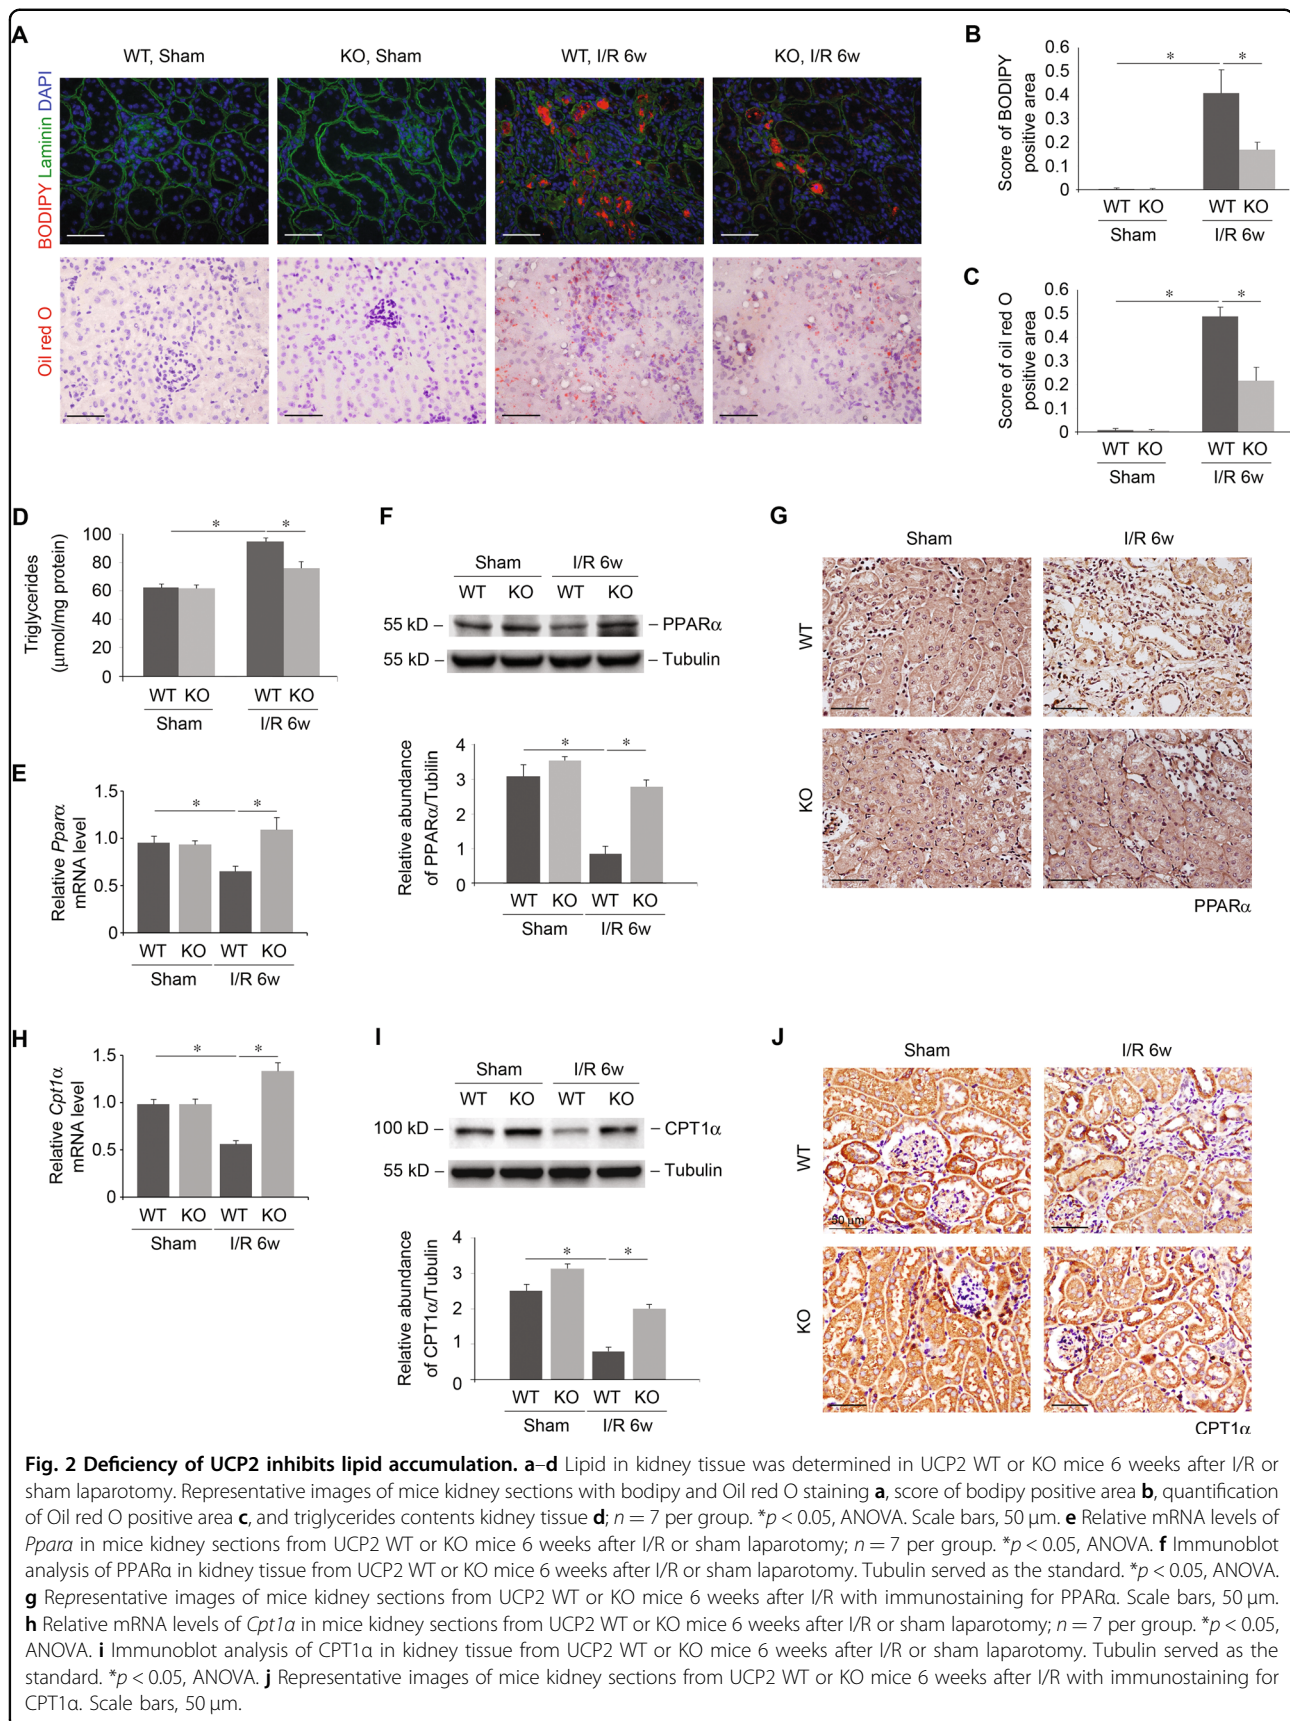 A
WT, Sham
KO, Sham
WT, I/R 6w
KO, I/R 6w
BODIPY Laminin DAPI
Oil red O
B
Score of BODIPY
positive area
0.6
0.5
0.4
0.3
0.2
0.1
0
*
*
WT KO
WT KO
Sham
I/R 6w
C
Score of oil red O
positive area
0.6
0.5
0.4
0.3
0.2
0.1
0
*
*
WT KO
WT KO
Sham
I/R 6w
D
Triglycerides
(μmol/mg protein)
100
80
60
40
20
0
*
*
WT KO
WT KO
Sham
I/R 6w
E
Relative Pparα
mRNA level
1.5
1.0
0.5
0
*
*
WT KO WT KO
Sham
I/R 6w
F
Sham
I/R 6w
WT KO WT KO
55 kD – – PPARα
55 kD – – Tubulin
Relative abundance
of PPARα/Tubilin
4
3
2
1
0
*
*
WT KO WT KO
Sham
I/R 6w
G
Sham
I/R 6w
WT
KO
PPARα
H
Relative Cpt1α
mRNA level
1.5
1.0
0.5
0
*
*
WT KO WT KO
Sham
I/R 6w
I
Sham
I/R 6w
WT KO WT KO
100 kD – – CPT1α
55 kD – – Tubulin
Relative abundance
of CPT1α/Tubulin
4
3
2
1
0
*
*
WT KO WT KO
Sham
I/R 6w
J
Sham
I/R 6w
WT
50 μm
KO
CPT1α
Fig. 2 Deficiency of UCP2 inhibits lipid accumulation. a–d Lipid in kidney tissue was determined in UCP2 WT or KO mice 6 weeks after I/R or
sham laparotomy. Representative images of mice kidney sections with bodipy and Oil red O staining a, score of bodipy positive area b, quantification
of Oil red O positive area c, and triglycerides contents kidney tissue d; n = 7 per group. *p < 0.05, ANOVA. Scale bars, 50 μm. e Relative mRNA levels of
Pparα in mice kidney sections from UCP2 WT or KO mice 6 weeks after I/R or sham laparotomy; n = 7 per group. *p < 0.05, ANOVA. f Immunoblot
analysis of PPARα in kidney tissue from UCP2 WT or KO mice 6 weeks after I/R or sham laparotomy. Tubulin served as the standard. *p < 0.05, ANOVA.
g Representative images of mice kidney sections from UCP2 WT or KO mice 6 weeks after I/R with immunostaining for PPARα. Scale bars, 50 μm.
h Relative mRNA levels of Cpt1α in mice kidney sections from UCP2 WT or KO mice 6 weeks after I/R or sham laparotomy; n = 7 per group. *p < 0.05,
ANOVA. i Immunoblot analysis of CPT1α in kidney tissue from UCP2 WT or KO mice 6 weeks after I/R or sham laparotomy. Tubulin served as the
standard. *p < 0.05, ANOVA. j Representative images of mice kidney sections from UCP2 WT or KO mice 6 weeks after I/R with immunostaining for
CPT1α. Scale bars, 50 μm.